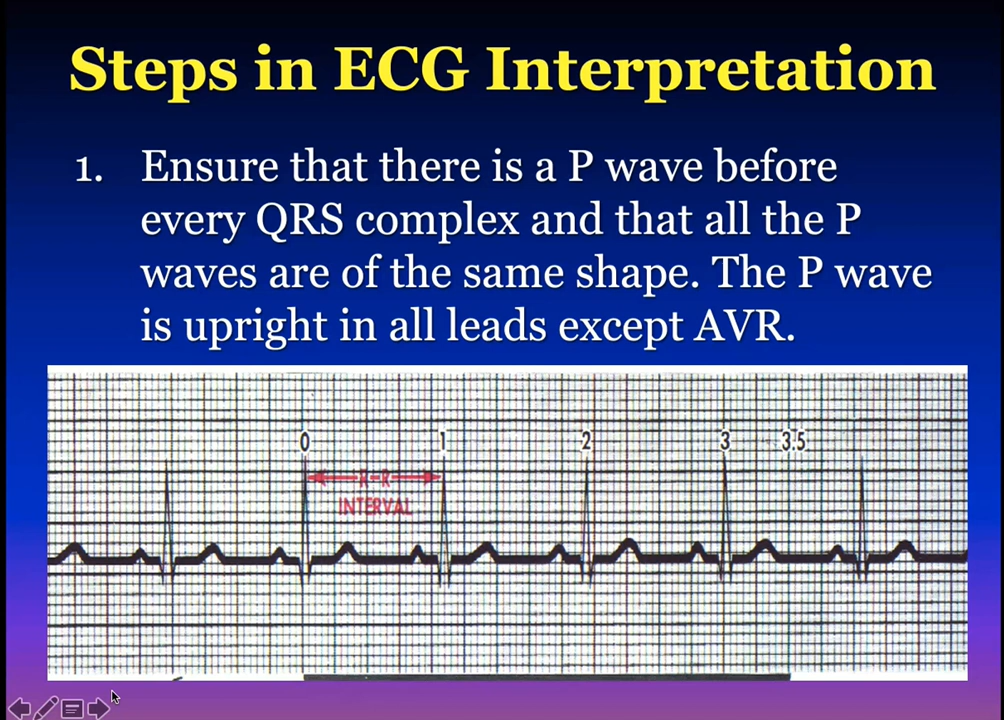 Steps in ECG Interpretation
1. Ensure that there is a P wave before
every QRS complex and that all the P
waves are of the same shape. The P wave
is upright in all leads except AVR.
0 1 2 3 3.5
R-R
INTERVAL